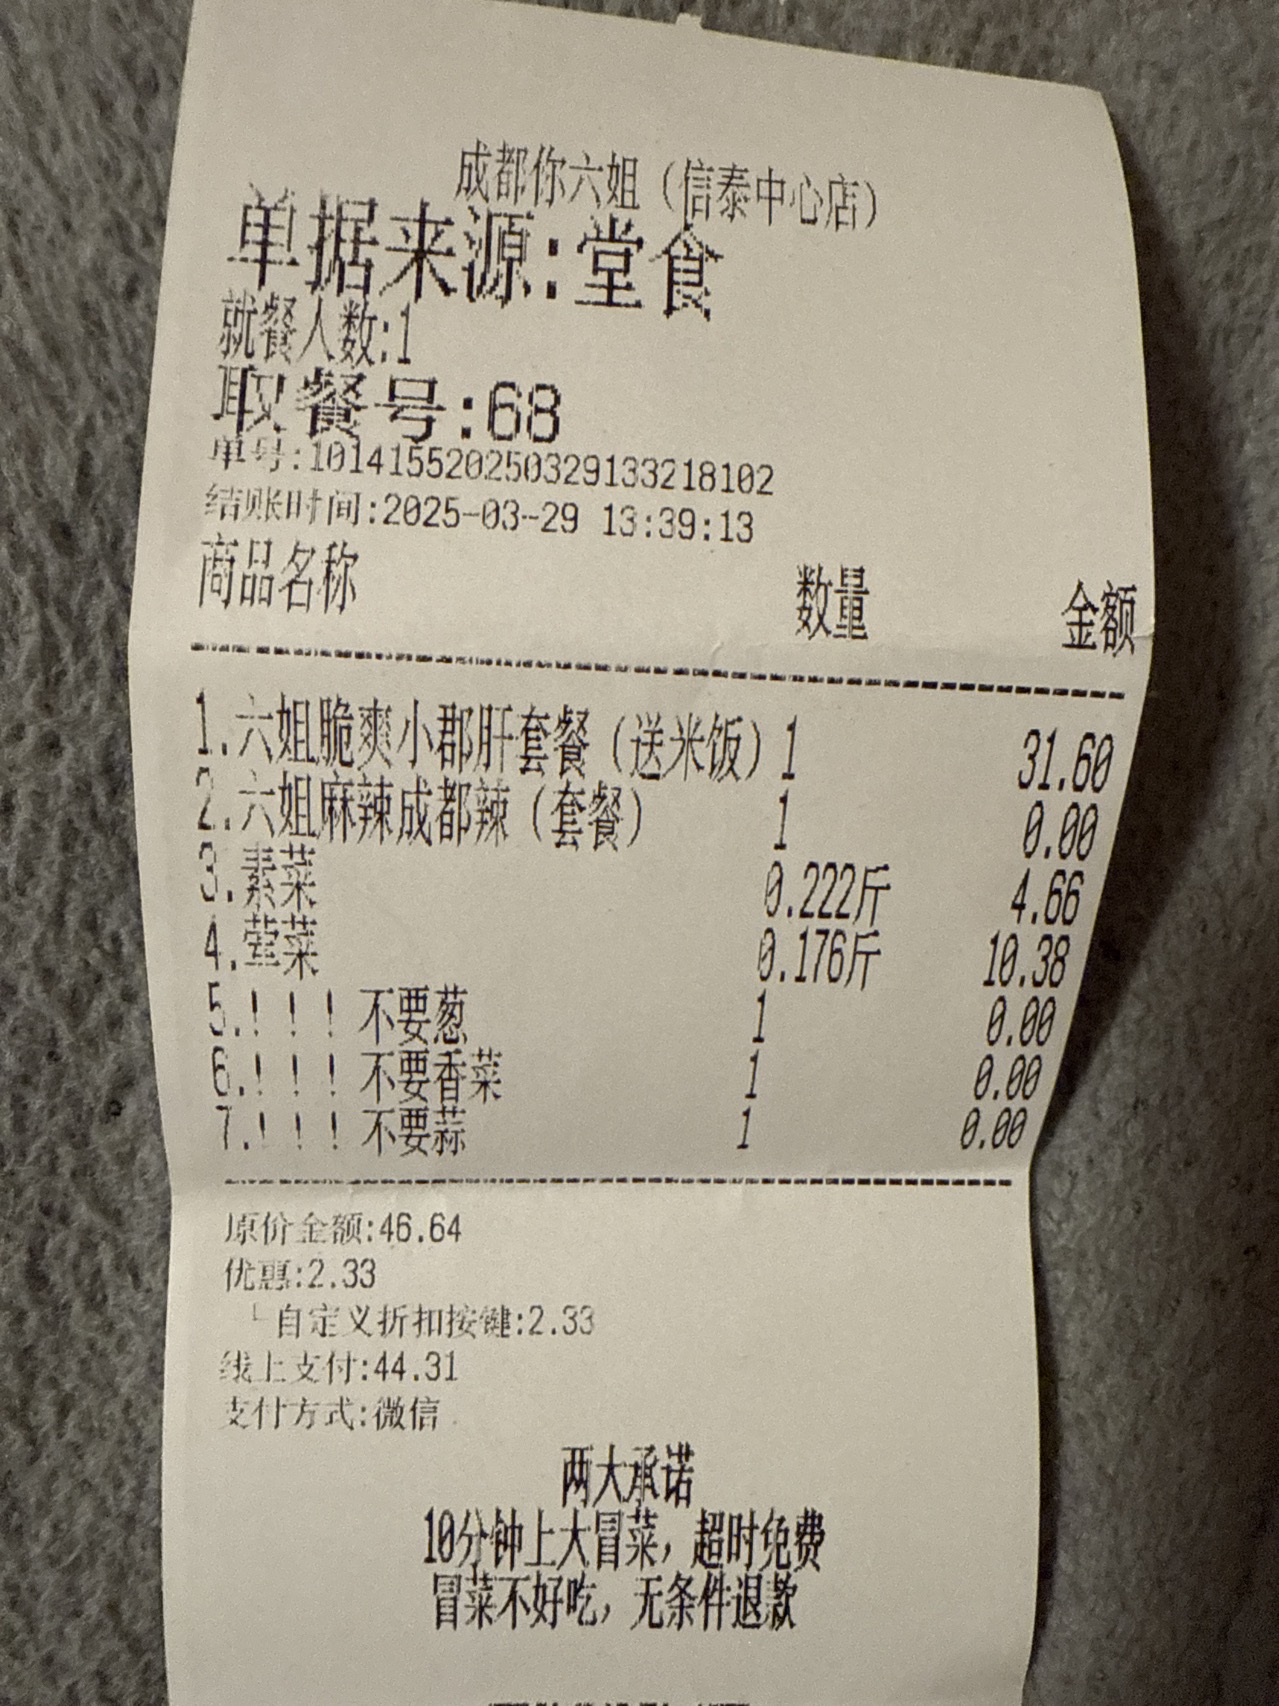 成都你六姐（信泰中心店）
单据来源:堂食
就餐人数:1
取餐号:68
单号:101415520250329133218102
结账时间:2025-03-29 13:39:13
商品名称 数量 金额
1.六姐脆爽小郡肝套餐（送米饭） 1 31.60
2.六姐麻辣成都辣（套餐） 1 0.00
3.素菜 0.222斤 4.66
4.荤菜 0.176斤 10.38
5.！！！不要葱 1 0.00
6.！！！不要香菜 1 0.00
7.！！！不要蒜 1 0.00
原价金额:46.64
优惠:2.33
└自定义折扣按键:2.33
线上支付:44.31
支付方式:微信
两大承诺
10分钟上大冒菜，超时免费
冒菜不好吃，无条件退款